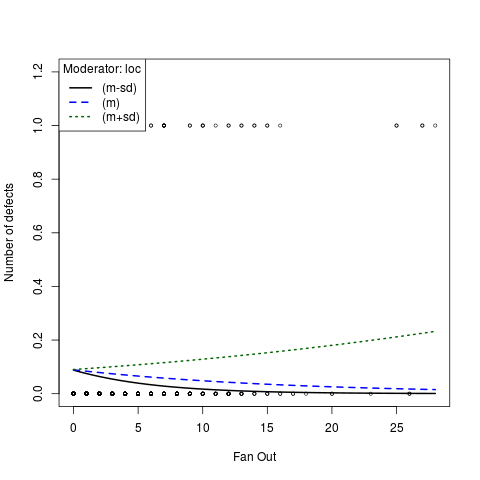 Moderator: loc
(m-sd)
(m)
(m+sd)
Number of defects
1.2
1.0
0.8
0.6
0.4
0.2
0.0
0 5 10 15 20 25
Fan Out